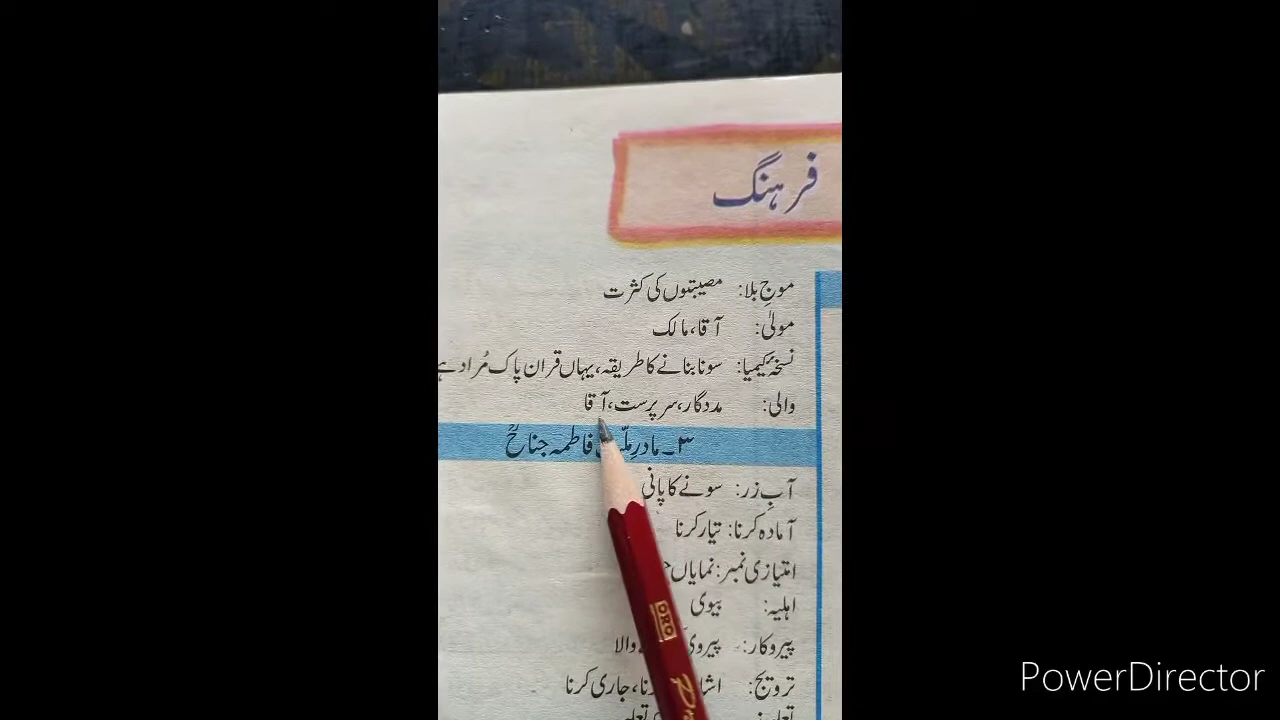 فرہنگ
موجِ بلا: مصیبتوں کی کثرت
مولیٰ: آقا، مالک
نسخۂ کیمیا: سونا بنانے کا طریقہ، یہاں قرآن پاک مُراد ہے
والی: مددگار، سرپرست، آقا
۳۔ مادرِ فاطمہ جناحؒ
آبِ زر: سونے کا پانی
آمادہ کرنا: تیار کرنا
امتیازی نمبر: نمایاں
اہلیہ: بیوی
پیروکار: پیروی والا
ترویج: جاری کرنا
ORO
PowerDirector